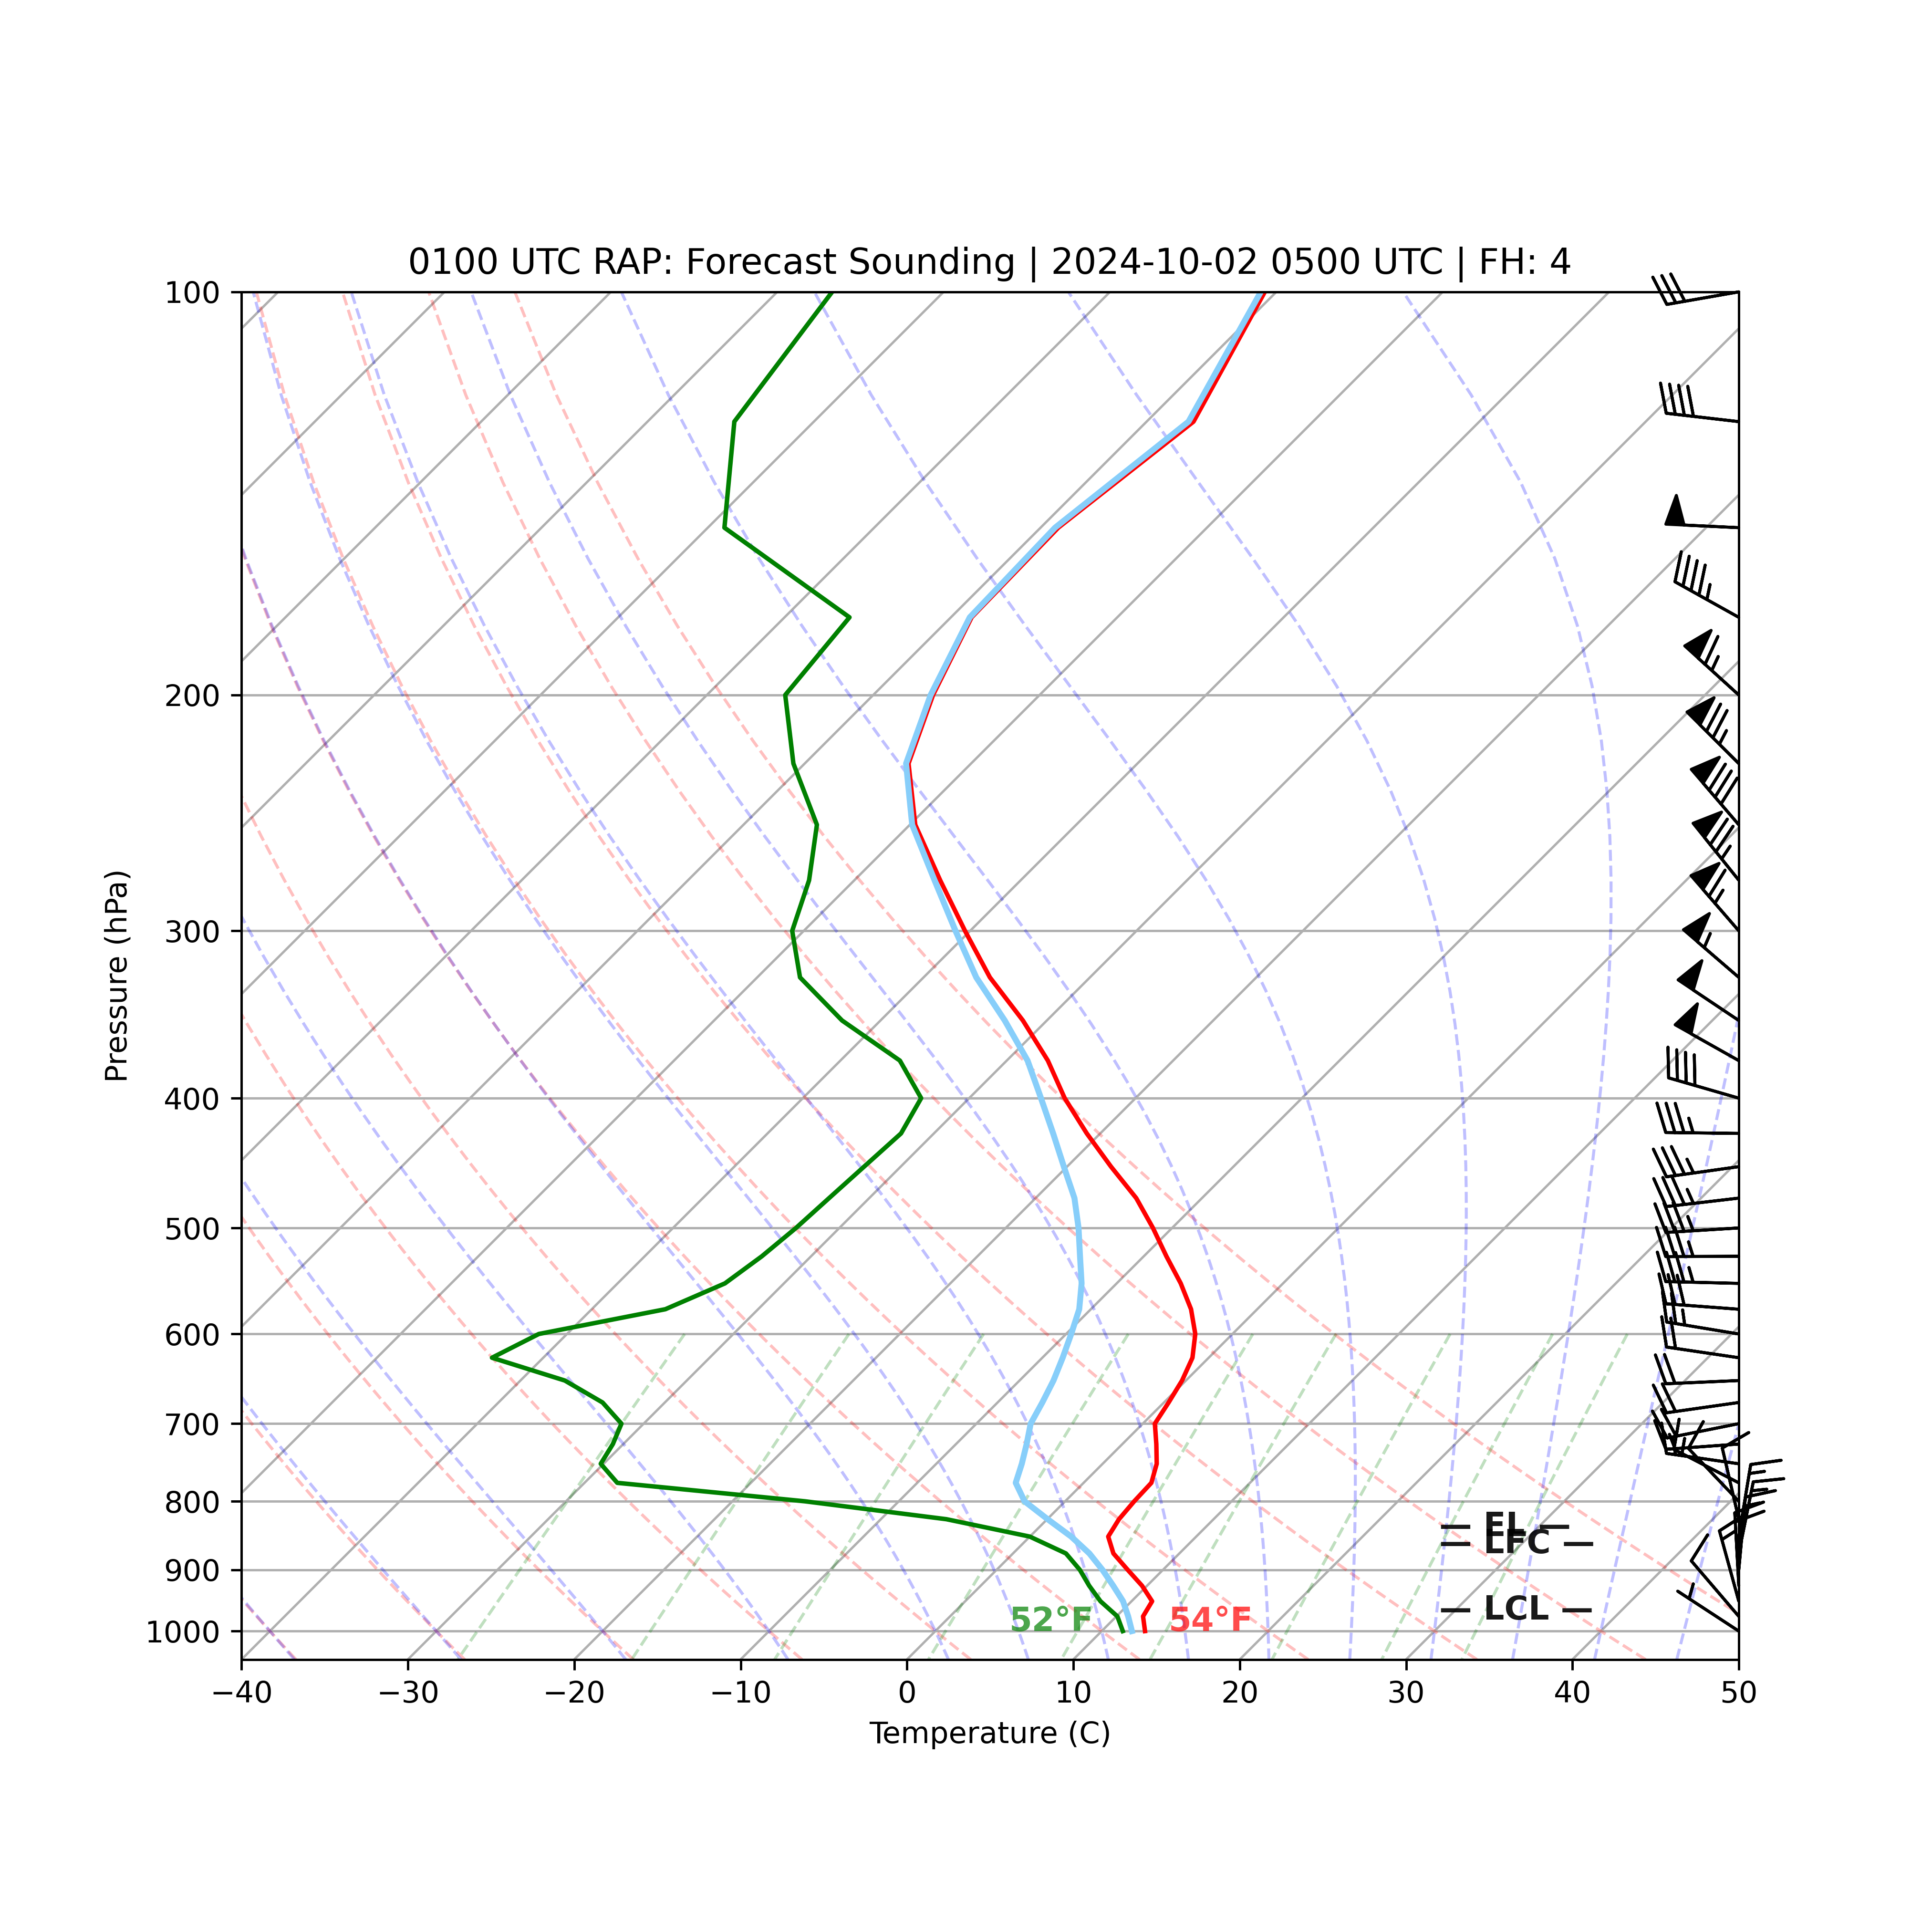 0100 UTC RAP: Forecast Sounding | 2024-10-02 0500 UTC | FH: 4
100
200
300
400
500
600
700
800
900
1000
Pressure (hPa)
— EL —
— LFC —
— LCL —
52°F
54°F
−40 −30 −20 −10 0 10 20 30 40 50
Temperature (C)